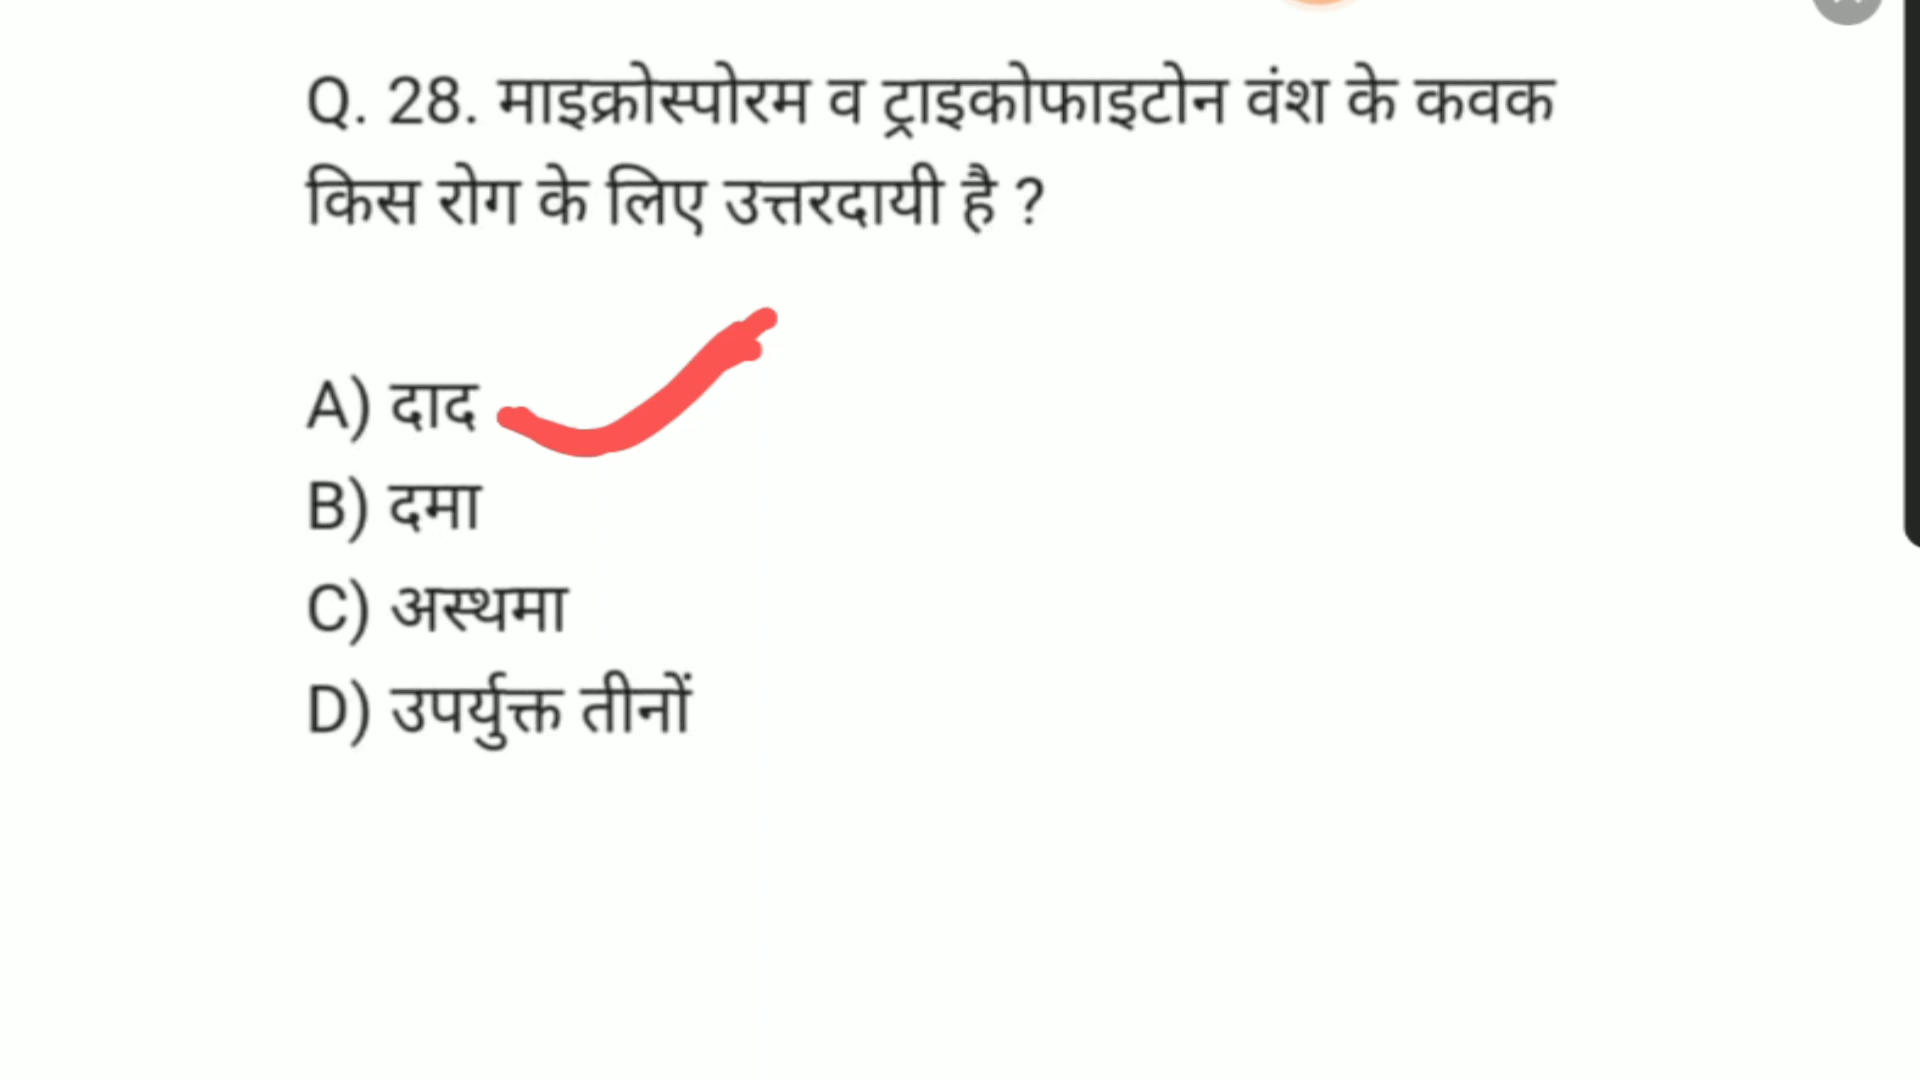 Q. 28. माइक्रोस्पोरम व ट्राइकोफाइटोन वंश के कवक
किस रोग के लिए उत्तरदायी है ?
A) दाद
B) दमा
C) अस्थमा
D) उपर्युक्त तीनों